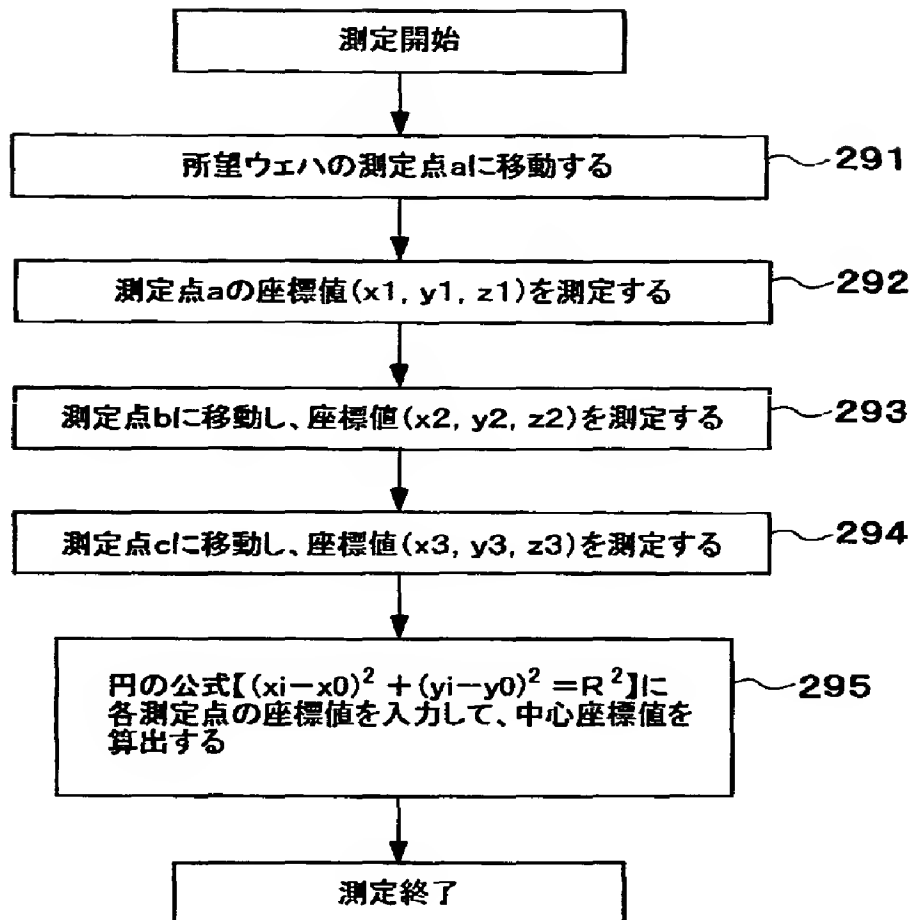 測定開始
所望ウェハの測定点aに移動する
291
測定点aの座標値(x1, y1, z1)を測定する
292
測定点bに移動し、座標値(x2, y2, z2)を測定する
293
測定点cに移動し、座標値(x3, y3, z3)を測定する
294
円の公式【(xi−x0)² +(yi−y0)² =R²】に
各測定点の座標値を入力して、中心座標値を
算出する
295
測定終了